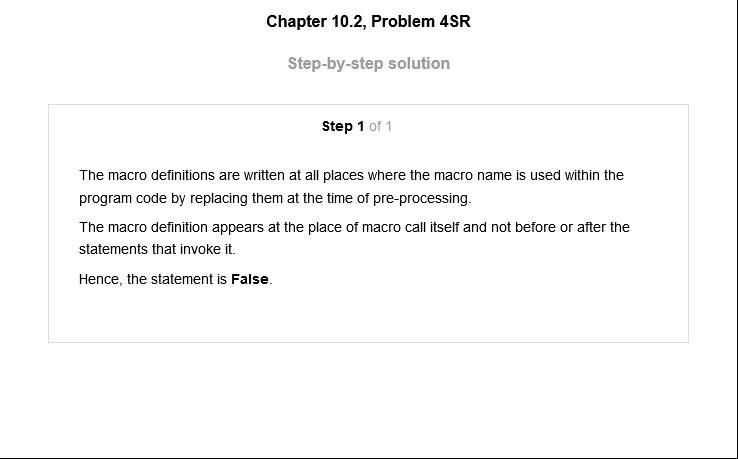 Chapter 10.2, Problem 4SR
Step-by-step solution
Step 1 of 1
The macro definitions are written at all places where the macro name is used within the
program code by replacing them at the time of pre-processing.
The macro definition appears at the place of macro call itself and not before or after the
statements that invoke it.
Hence, the statement is False.